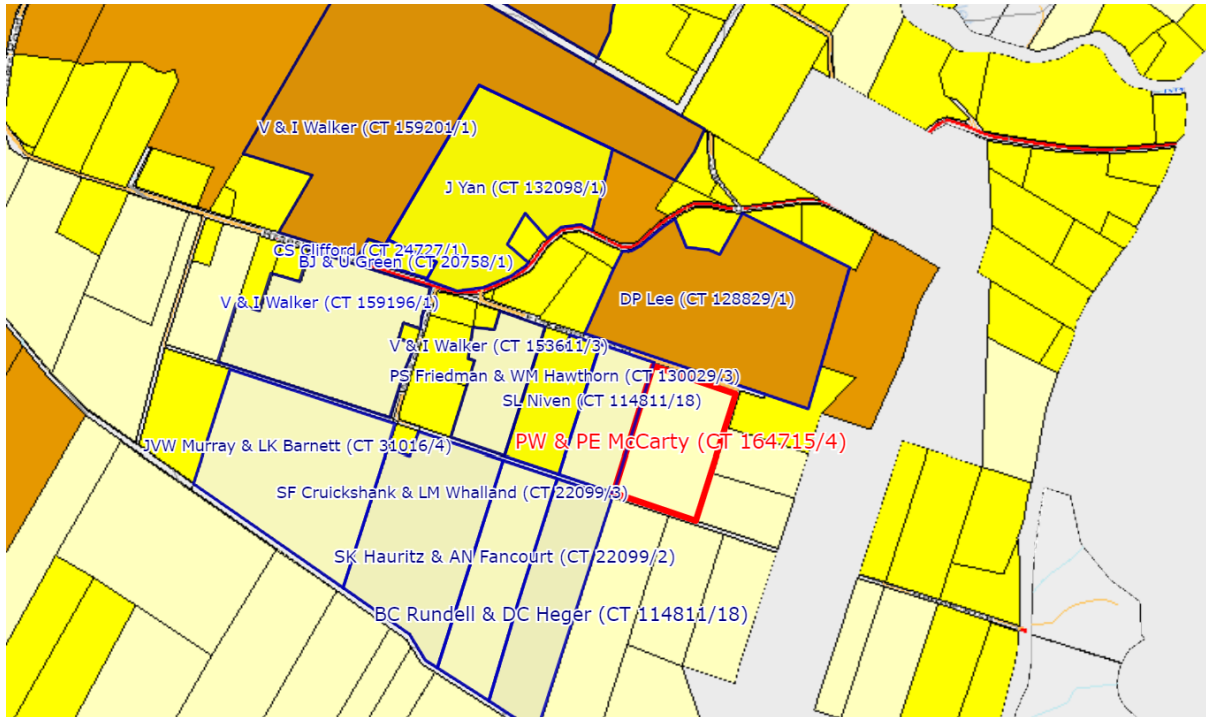 V & I Walker (CT 159201/1)
J Yan (CT 132098/1)
CS Clifford (CT 24727/1)
BJ & U Green (CT 20758/1)
V & I Walker (CT 159196/1)
DP Lee (CT 128829/1)
V & I Walker (CT 153611/3)
PS Friedman & WM Hawthorn (CT 130029/3)
SL Niven (CT 114811/18)
PW & PE McCarty (CT 164715/4)
JVW Murray & LK Barnett (CT 31016/4)
SF Cruickshank & LM Whalland (CT 22099/3)
SK Hauritz & AN Fancourt (CT 22099/2)
BC Rundell & DC Heger (CT 114811/18)